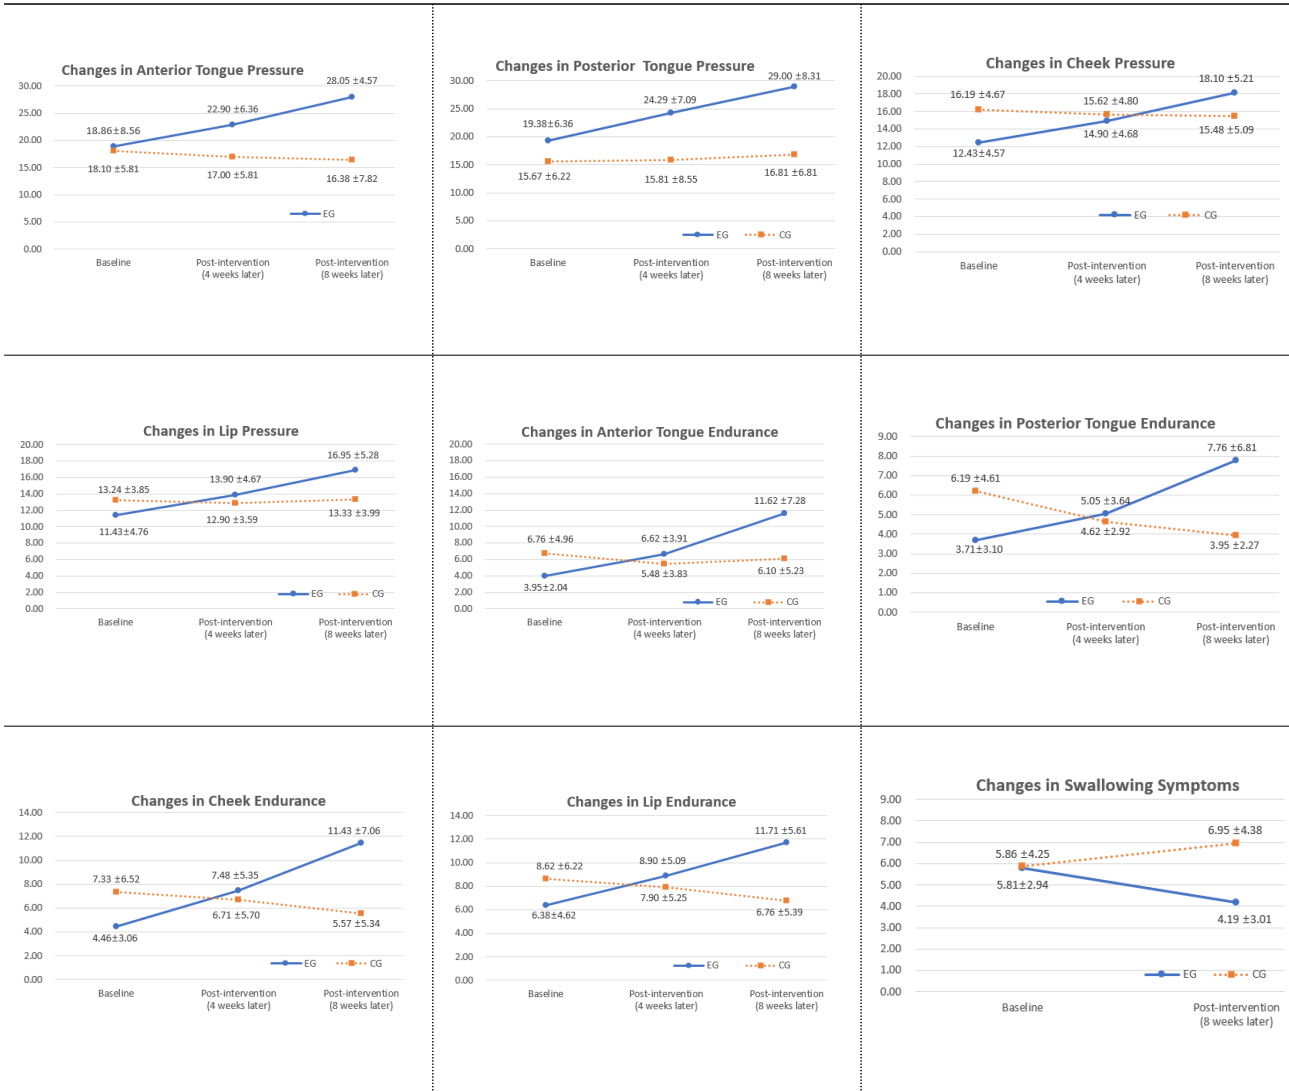 Changes in Anterior Tongue Pressure
30.00
25.00
20.00
15.00
10.00
5.00
0.00
18.86±8.56
22.90 ±6.36
28.05 ±4.57
18.10 ±5.81
17.00 ±5.81
16.38 ±7.82
EG
Baseline
Post-intervention
(4 weeks later)
Post-intervention
(8 weeks later)
Changes in Posterior Tongue Pressure
30.00
25.00
20.00
15.00
10.00
5.00
0.00
19.38±6.36
24.29 ±7.09
29.00 ±8.31
15.67 ±6.22
15.81 ±8.55
16.81 ±6.81
EG
CG
Baseline
Post-intervention
(4 weeks later)
Post-intervention
(8 weeks later)
Changes in Cheek Pressure
20.00
18.00
16.00
14.00
12.00
10.00
8.00
6.00
4.00
2.00
0.00
16.19 ±4.67
15.62 ±4.80
18.10 ±5.21
12.43±4.57
14.90 ±4.68
15.48 ±5.09
EG
CG
Baseline
Post-intervention
(4 weeks later)
Post-intervention
(8 weeks later)
Changes in Lip Pressure
20.00
18.00
16.00
14.00
12.00
10.00
8.00
6.00
4.00
2.00
0.00
13.24 ±3.85
13.90 ±4.67
16.95 ±5.28
11.43±4.76
12.90 ±3.59
13.33 ±3.99
EG
CG
Baseline
Post-intervention
(4 weeks later)
Post-intervention
(8 weeks later)
Changes in Anterior Tongue Endurance
20.00
18.00
16.00
14.00
12.00
10.00
8.00
6.00
4.00
2.00
0.00
6.76 ±4.96
6.62 ±3.91
11.62 ±7.28
3.95±2.04
5.48 ±3.83
6.10 ±5.23
EG
CG
Baseline
Post-intervention
(4 weeks later)
Post-intervention
(8 weeks later)
Changes in Posterior Tongue Endurance
9.00
8.00
7.00
6.00
5.00
4.00
3.00
2.00
1.00
0.00
6.19 ±4.61
5.05 ±3.64
7.76 ±6.81
3.71±3.10
4.62 ±2.92
3.95 ±2.27
EG
CG
Baseline
Post-intervention
(4 weeks later)
Post-intervention
(8 weeks later)
Changes in Cheek Endurance
14.00
12.00
10.00
8.00
6.00
4.00
2.00
0.00
7.33 ±6.52
7.48 ±5.35
11.43 ±7.06
4.46±3.06
6.71 ±5.70
5.57 ±5.34
EG
CG
Baseline
Post-intervention
(4 weeks later)
Post-intervention
(8 weeks later)
Changes in Lip Endurance
14.00
12.00
10.00
8.00
6.00
4.00
2.00
0.00
8.62 ±6.22
8.90 ±5.09
11.71 ±5.61
6.38±4.62
7.90 ±5.25
6.76 ±5.39
EG
CG
Baseline
Post-intervention
(4 weeks later)
Post-intervention
(8 weeks later)
Changes in Swallowing Symptoms
9.00
8.00
7.00
6.00
5.00
4.00
3.00
2.00
1.00
0.00
5.86 ±4.25
6.95 ±4.38
5.81±2.94
4.19 ±3.01
EG
CG
Baseline
Post-intervention
(8 weeks later)